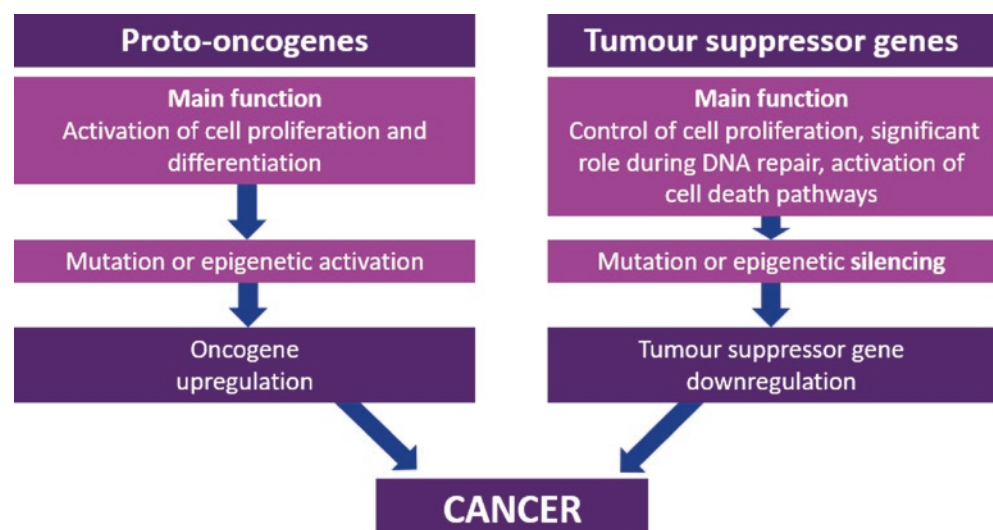 Proto-oncogenes
Main function
Activation of cell proliferation and
differentiation
Mutation or epigenetic activation
Oncogene
upregulation
Tumour suppressor genes
Main function
Control of cell proliferation, significant
role during DNA repair, activation of
cell death pathways
Mutation or epigenetic silencing
Tumour suppressor gene
downregulation
CANCER